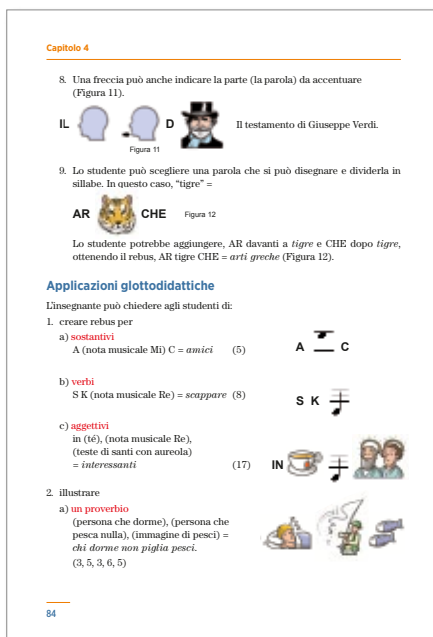 Capitolo 4
8. Una freccia può anche indicare la parte (la parola) da accentuare
(Figura 11).
IL D Il testamento di Giuseppe Verdi.
Figura 11
9. Lo studente può scegliere una parola che si può disegnare e dividerla in
sillabe. In questo caso, “tigre” =
AR CHE Figura 12
Lo studente potrebbe aggiungere, AR davanti a tigre e CHE dopo tigre,
ottenendo il rebus, AR tigre CHE = arti greche (Figura 12).
Applicazioni glottodidattiche
L'insegnante può chiedere agli studenti di:
1. creare rebus per
a) sostantivi
A (nota musicale Mi) C = amici (5) A C
b) verbi
S K (nota musicale Re) = scappare (8) S K
c) aggettivi
in (té), (nota musicale Re),
(teste di santi con aureola)
= interessanti (17) IN
2. illustrare
a) un proverbio
(persona che dorme), (persona che
pesca nulla), (immagine di pesci) =
chi dorme non piglia pesci.
(3, 5, 3, 6, 5)
84